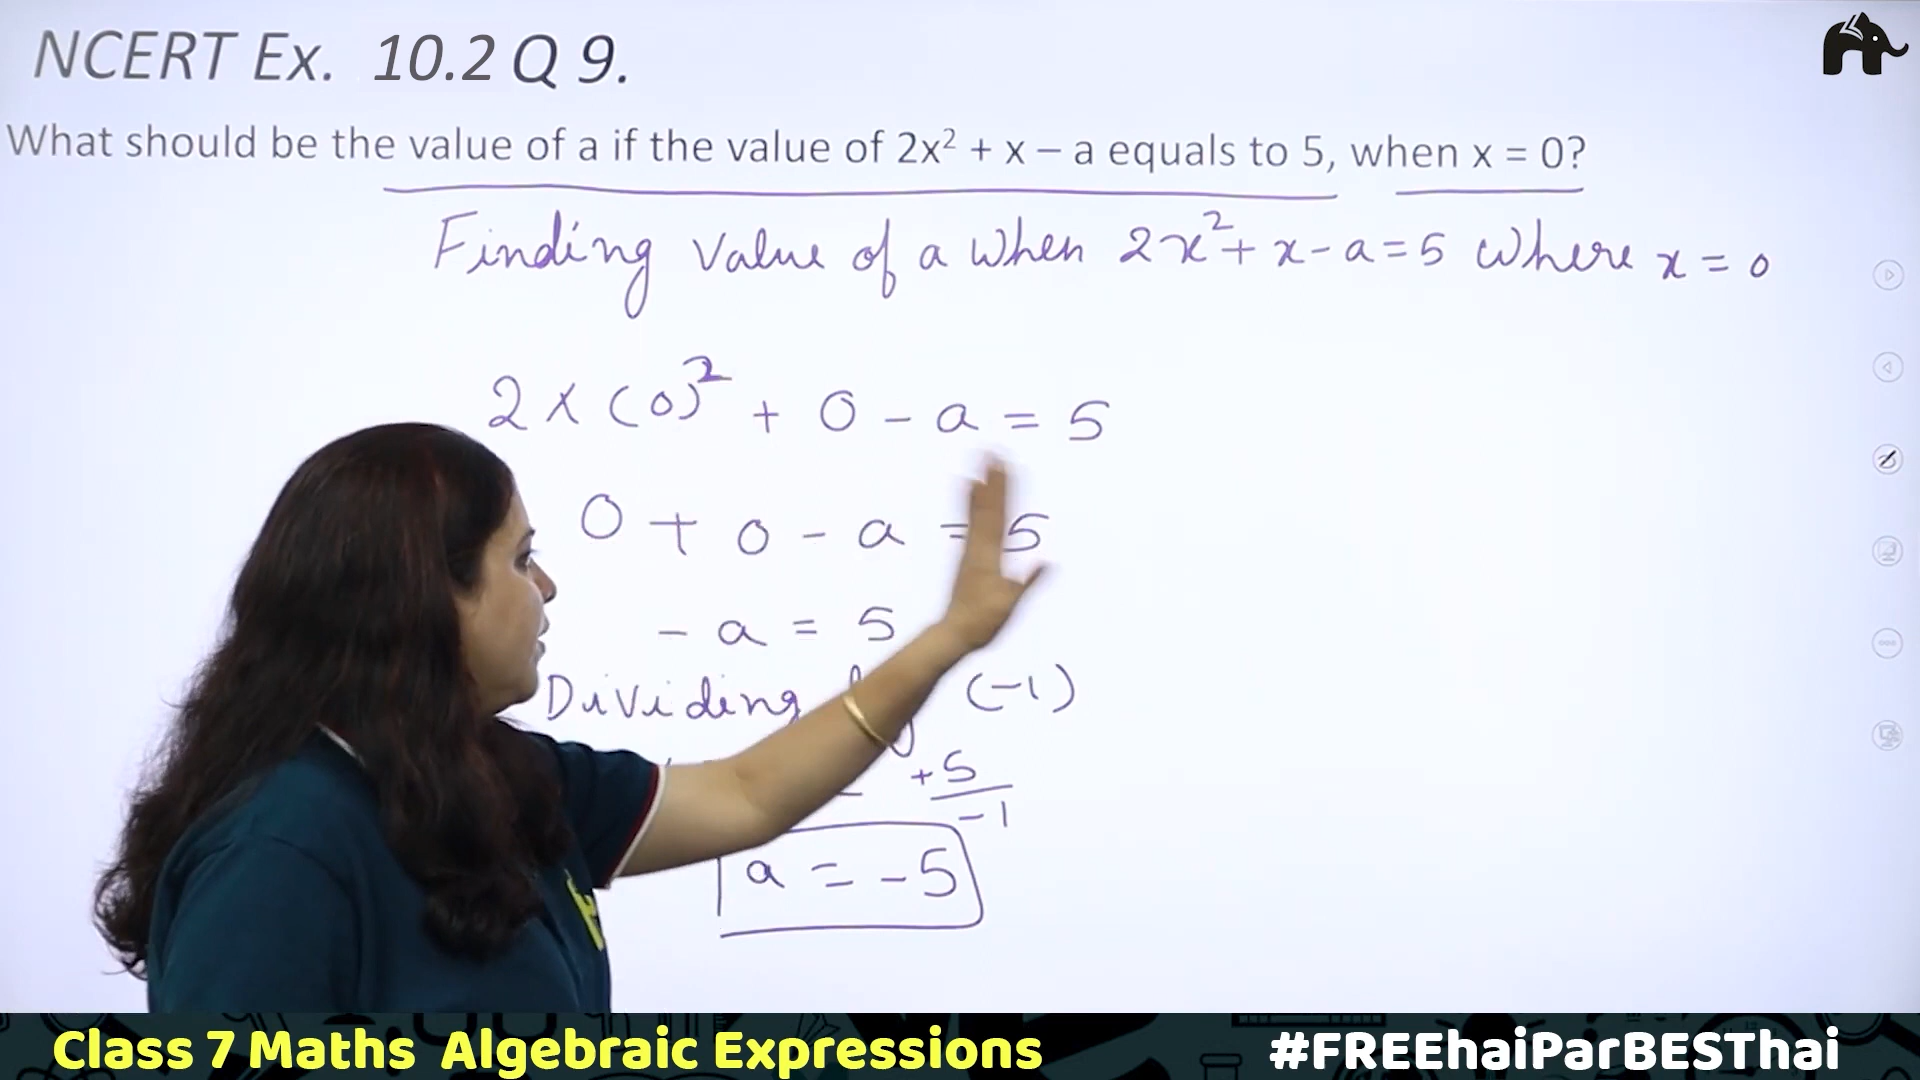 NCERT Ex. 10.2 Q 9.
What should be the value of a if the value of 2x² + x – a equals to 5, when x = 0?
Finding value of a when 2x² + x - a = 5 where x = 0
2 × (0)² + 0 - a = 5
0 + 0 - a = 5
- a = 5
Dividing (-1)
+5
-1
a = -5
Class 7 Maths Algebraic Expressions
#FREEhaiParBESThai